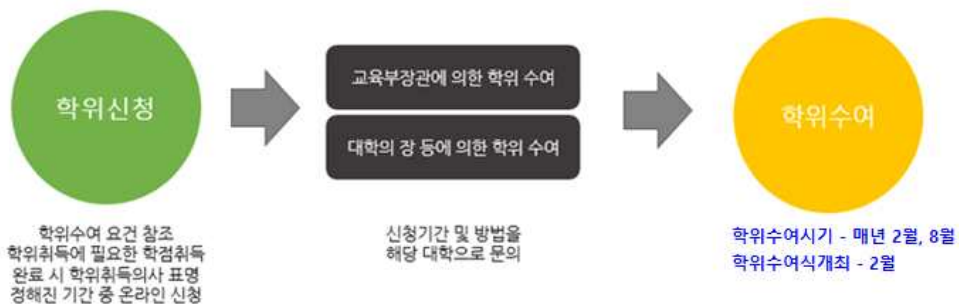 학위신청
학위수여 요건 참조
학위취득에 필요한 학점취득
완료 시 학위취득의사 표명
정해진 기간 중 온라인 신청
교육부장관에 의한 학위 수여
대학의 장 등에 의한 학위 수여
신청기간 및 방법을
해당 대학으로 문의
학위수여
학위수여시기 - 매년 2월, 8월
학위수여식개최 - 2월